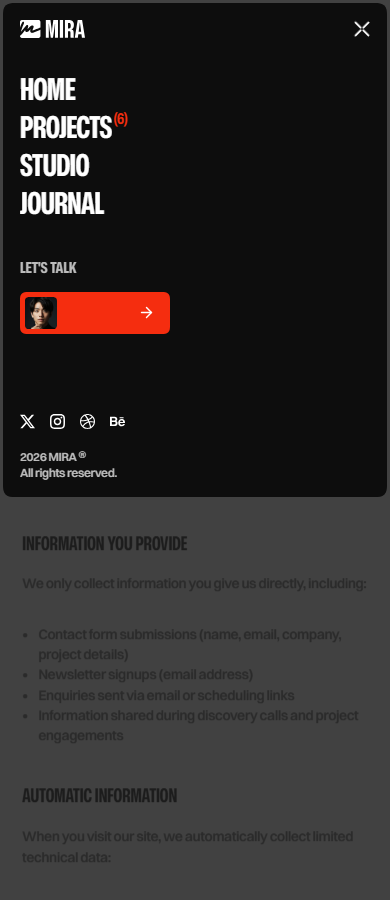 MIRA
HOME
PROJECTS (6)
STUDIO
JOURNAL
LET'S TALK
Bē
2026 MIRA ®
All rights reserved.
INFORMATION YOU PROVIDE
We only collect information you give us directly, including:
• Contact form submissions (name, email, company,
project details)
• Newsletter signups (email address)
• Enquiries sent via email or scheduling links
• Information shared during discovery calls and project
engagements
AUTOMATIC INFORMATION
When you visit our site, we automatically collect limited
technical data: